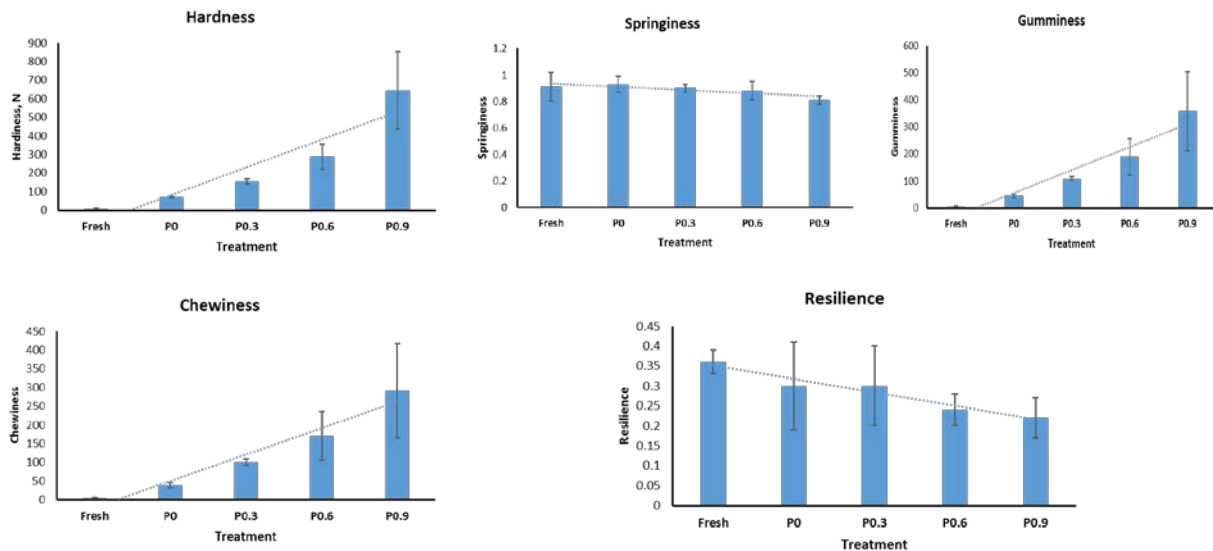 Hardness
Hardiness, N
900
800
700
600
500
400
300
200
100
0
Fresh P0 P0.3 P0.6 P0.9
Treatment
Springiness
Springiness
1.2
1
0.8
0.6
0.4
0.2
0
Fresh P0 P0.3 P0.6 P0.9
Treatment
Gumminess
Gumminess
600
500
400
300
200
100
0
Fresh P0 P0.3 P0.6 P0.9
Treatment
Chewiness
Chewiness
450
400
350
300
250
200
150
100
50
0
Fresh P0 P0.3 P0.6 P0.9
Treatment
Resilience
Resilience
0.45
0.4
0.35
0.3
0.25
0.2
0.15
0.1
0.05
0
Fresh P0 P0.3 P0.6 P0.9
Treatment